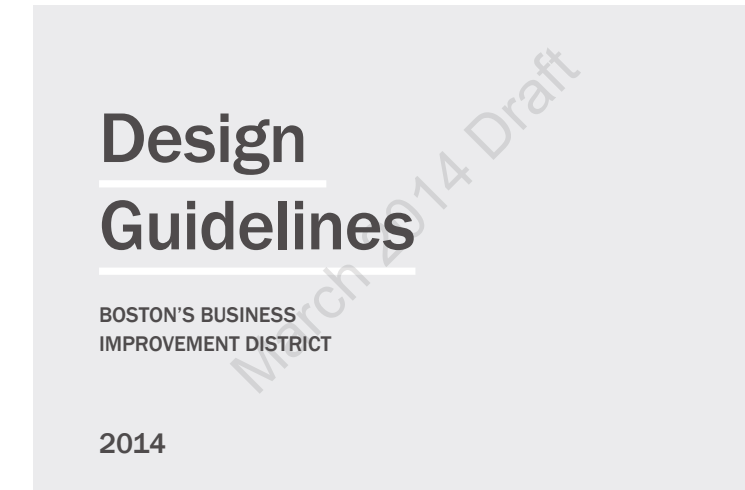 Design
Guidelines
BOSTON'S BUSINESS
IMPROVEMENT DISTRICT
2014
March 2014 Draft